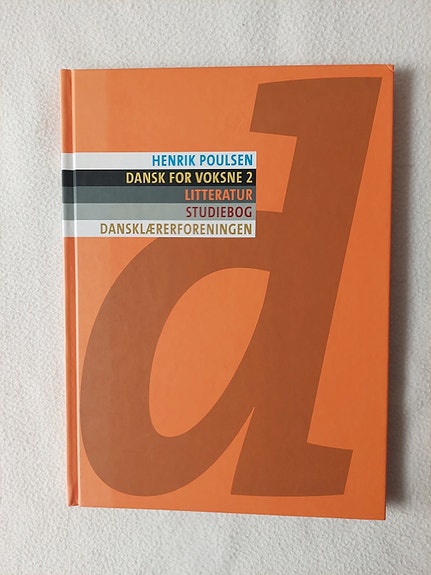 HENRIK POULSEN
DANSK FOR VOKSNE 2
LITTERATUR
STUDIEBOG
DANSKLÆRERFORENINGEN
d